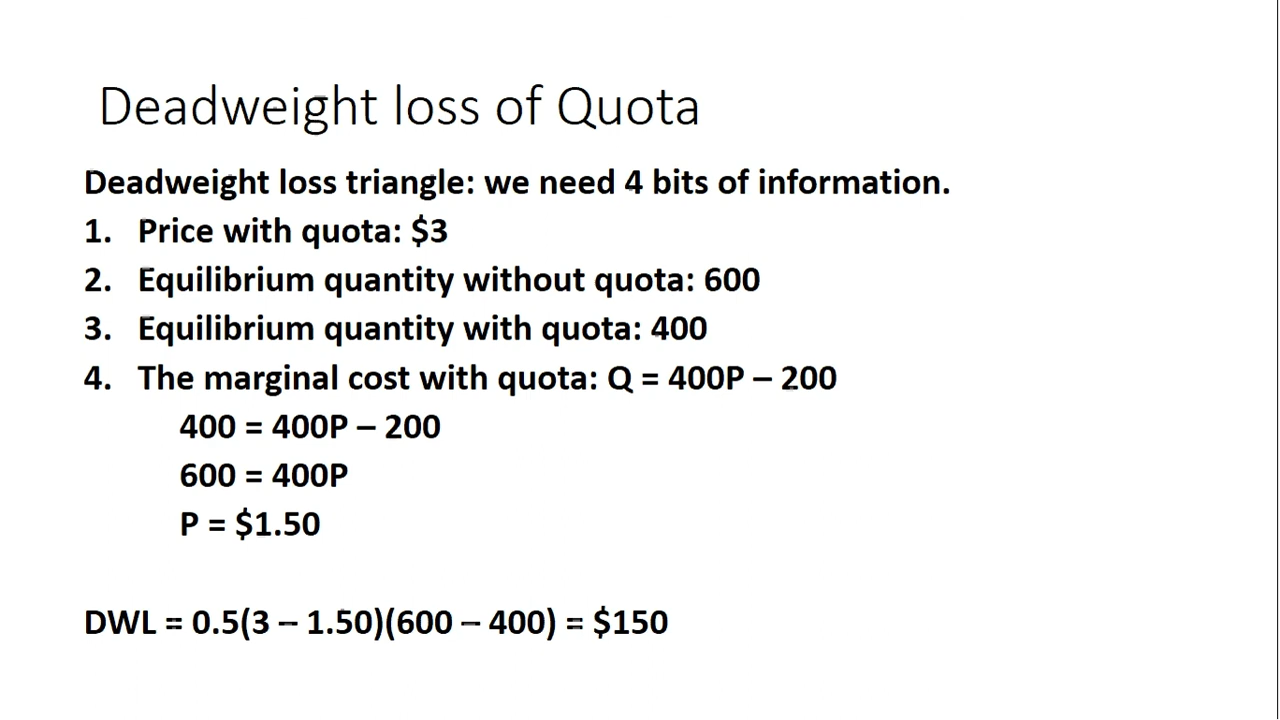 Deadweight loss of Quota
Deadweight loss triangle: we need 4 bits of information.
1. Price with quota: $3
2. Equilibrium quantity without quota: 600
3. Equilibrium quantity with quota: 400
4. The marginal cost with quota: Q = 400P – 200
400 = 400P – 200
600 = 400P
P = $1.50
DWL = 0.5(3 – 1.50)(600 – 400) = $150